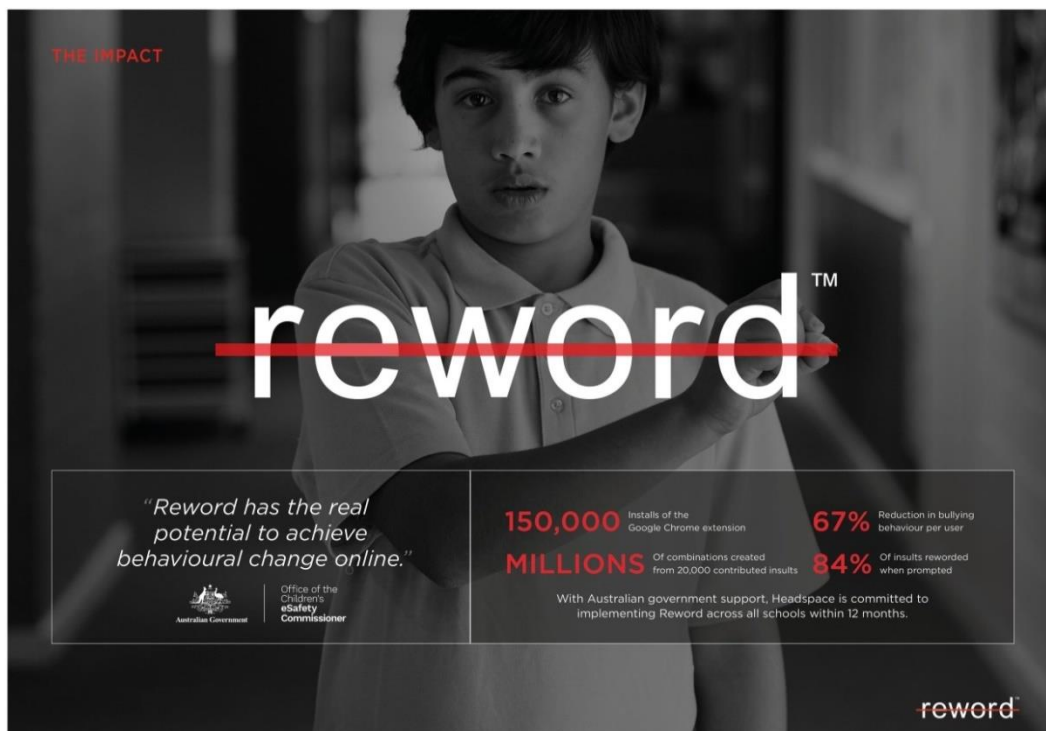 THE IMPACT
reword™
“Reword has the real
potential to achieve
behavioural change online.”
Australian Government
Office of the
Children's
eSafety
Commissioner
150,000 Installs of the
Google Chrome extension
67% Reduction in bullying
behaviour per user
MILLIONS Of combinations created
from 20,000 contributed insults
84% Of insults reworded
when prompted
With Australian government support, Headspace is committed to
implementing Reword across all schools within 12 months.
reword™